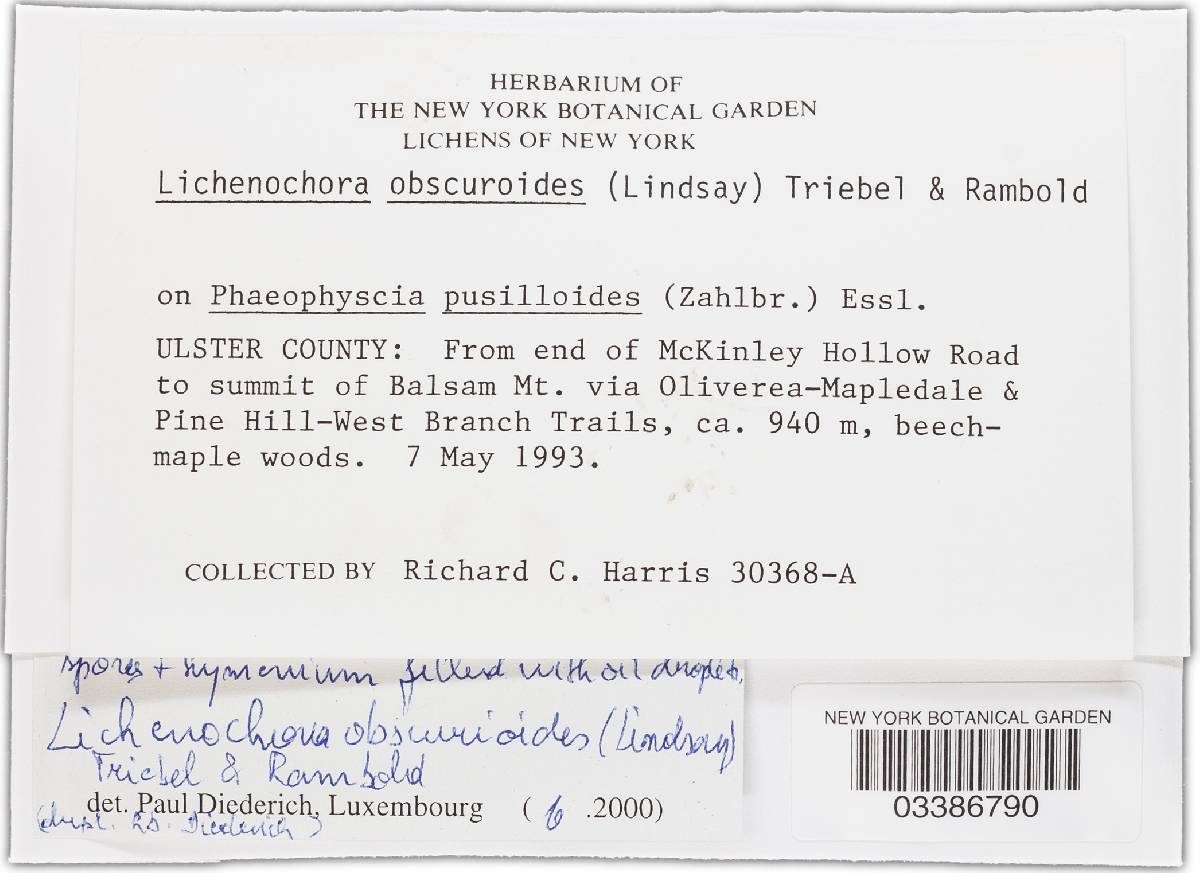 HERBARIUM OF
THE NEW YORK BOTANICAL GARDEN
LICHENS OF NEW YORK
Lichenochora obscuroides (Lindsay) Triebel & Rambold
on Phaeophyscia pusilloides (Zahlbr.) Essl.
ULSTER COUNTY: From end of McKinley Hollow Road
to summit of Balsam Mt. via Oliverea-Mapledale &
Pine Hill-West Branch Trails, ca. 940 m, beech-
maple woods. 7 May 1993.
COLLECTED BY Richard C. Harris 30368-A
spores + hymenium filled with oil droplets,
Lichenochora obscurioides (Lindsay)
Triebel & Rambold
det. Paul Diederich, Luxembourg (6.2000)
(dupl. hb. Diederich)
NEW YORK BOTANICAL GARDEN
03386790